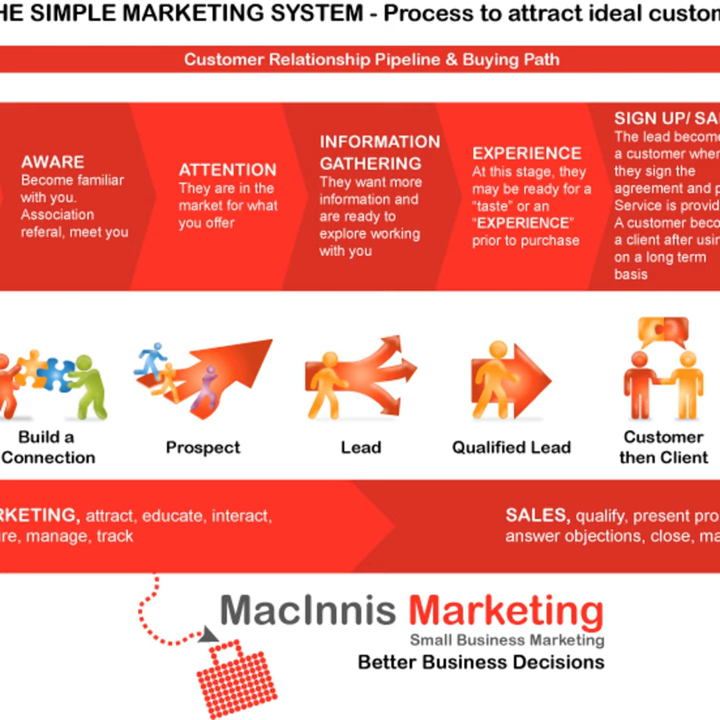 HE SIMPLE MARKETING SYSTEM - Process to attract ideal custom
Customer Relationship Pipeline & Buying Path
AWARE
Become familiar
with you.
Association
referal, meet you
ATTENTION
They are in the
market for what
you offer
INFORMATION
GATHERING
They want more
information and
are ready to
explore working
with you
EXPERIENCE
At this stage, they
may be ready for a
"taste" or an
"EXPERIENCE"
prior to purchase
SIGN UP/ SA
The lead becom
a customer when
they sign the
agreement and p
Service is provid
A customer beco
a client after usin
on a long term
basis
Build a
Connection
Prospect
Lead
Qualified Lead
Customer
then Client
RKETING, attract, educate, interact,
re, manage, track
SALES, qualify, present pro
answer objections, close, ma
MacInnis Marketing
Small Business Marketing
Better Business Decisions